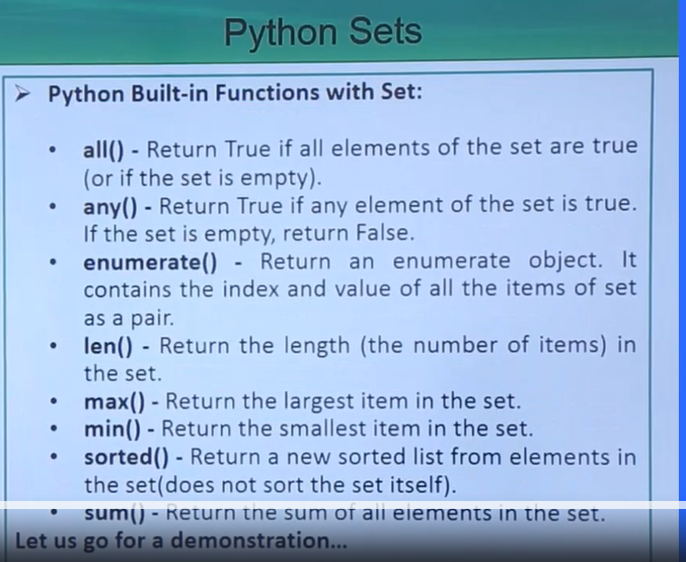 Python Sets
➢ Python Built-in Functions with Set:
• all() - Return True if all elements of the set are true
(or if the set is empty).
• any() - Return True if any element of the set is true.
If the set is empty, return False.
• enumerate() - Return an enumerate object. It
contains the index and value of all the items of set
as a pair.
• len() - Return the length (the number of items) in
the set.
• max() - Return the largest item in the set.
• min() - Return the smallest item in the set.
• sorted() - Return a new sorted list from elements in
the set(does not sort the set itself).
• sum() - Return the sum of all elements in the set.
Let us go for a demonstration...